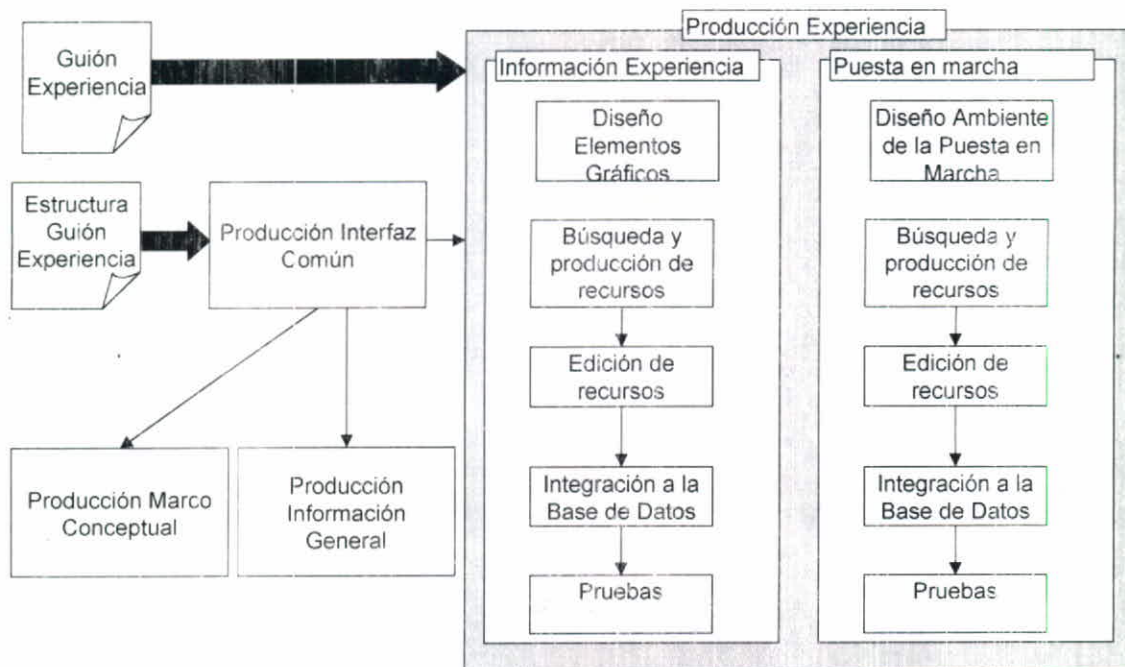 Producción Experiencia
Guión
Experiencia
Información Experiencia
Puesta en marcha
Diseño
Elementos
Gráficos
Diseño Ambiente
de la Puesta en
Marcha
Estructura
Guión
Experiencia
Producción Interfaz
Común
Búsqueda y
producción de
recursos
Búsqueda y
producción de
recursos
Edición de
recursos
Edición de
recursos
Producción Marco
Conceptual
Producción
Información
General
Integración a la
Base de Datos
Integración a la
Base de Datos
Pruebas
Pruebas